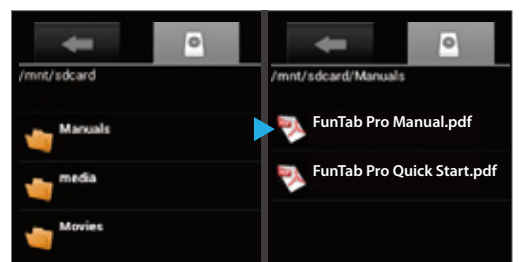 /mnt/sdcard
Manuals
media
Movies
/mnt/sdcard/Manuals
FunTab Pro Manual.pdf
FunTab Pro Quick Start.pdf